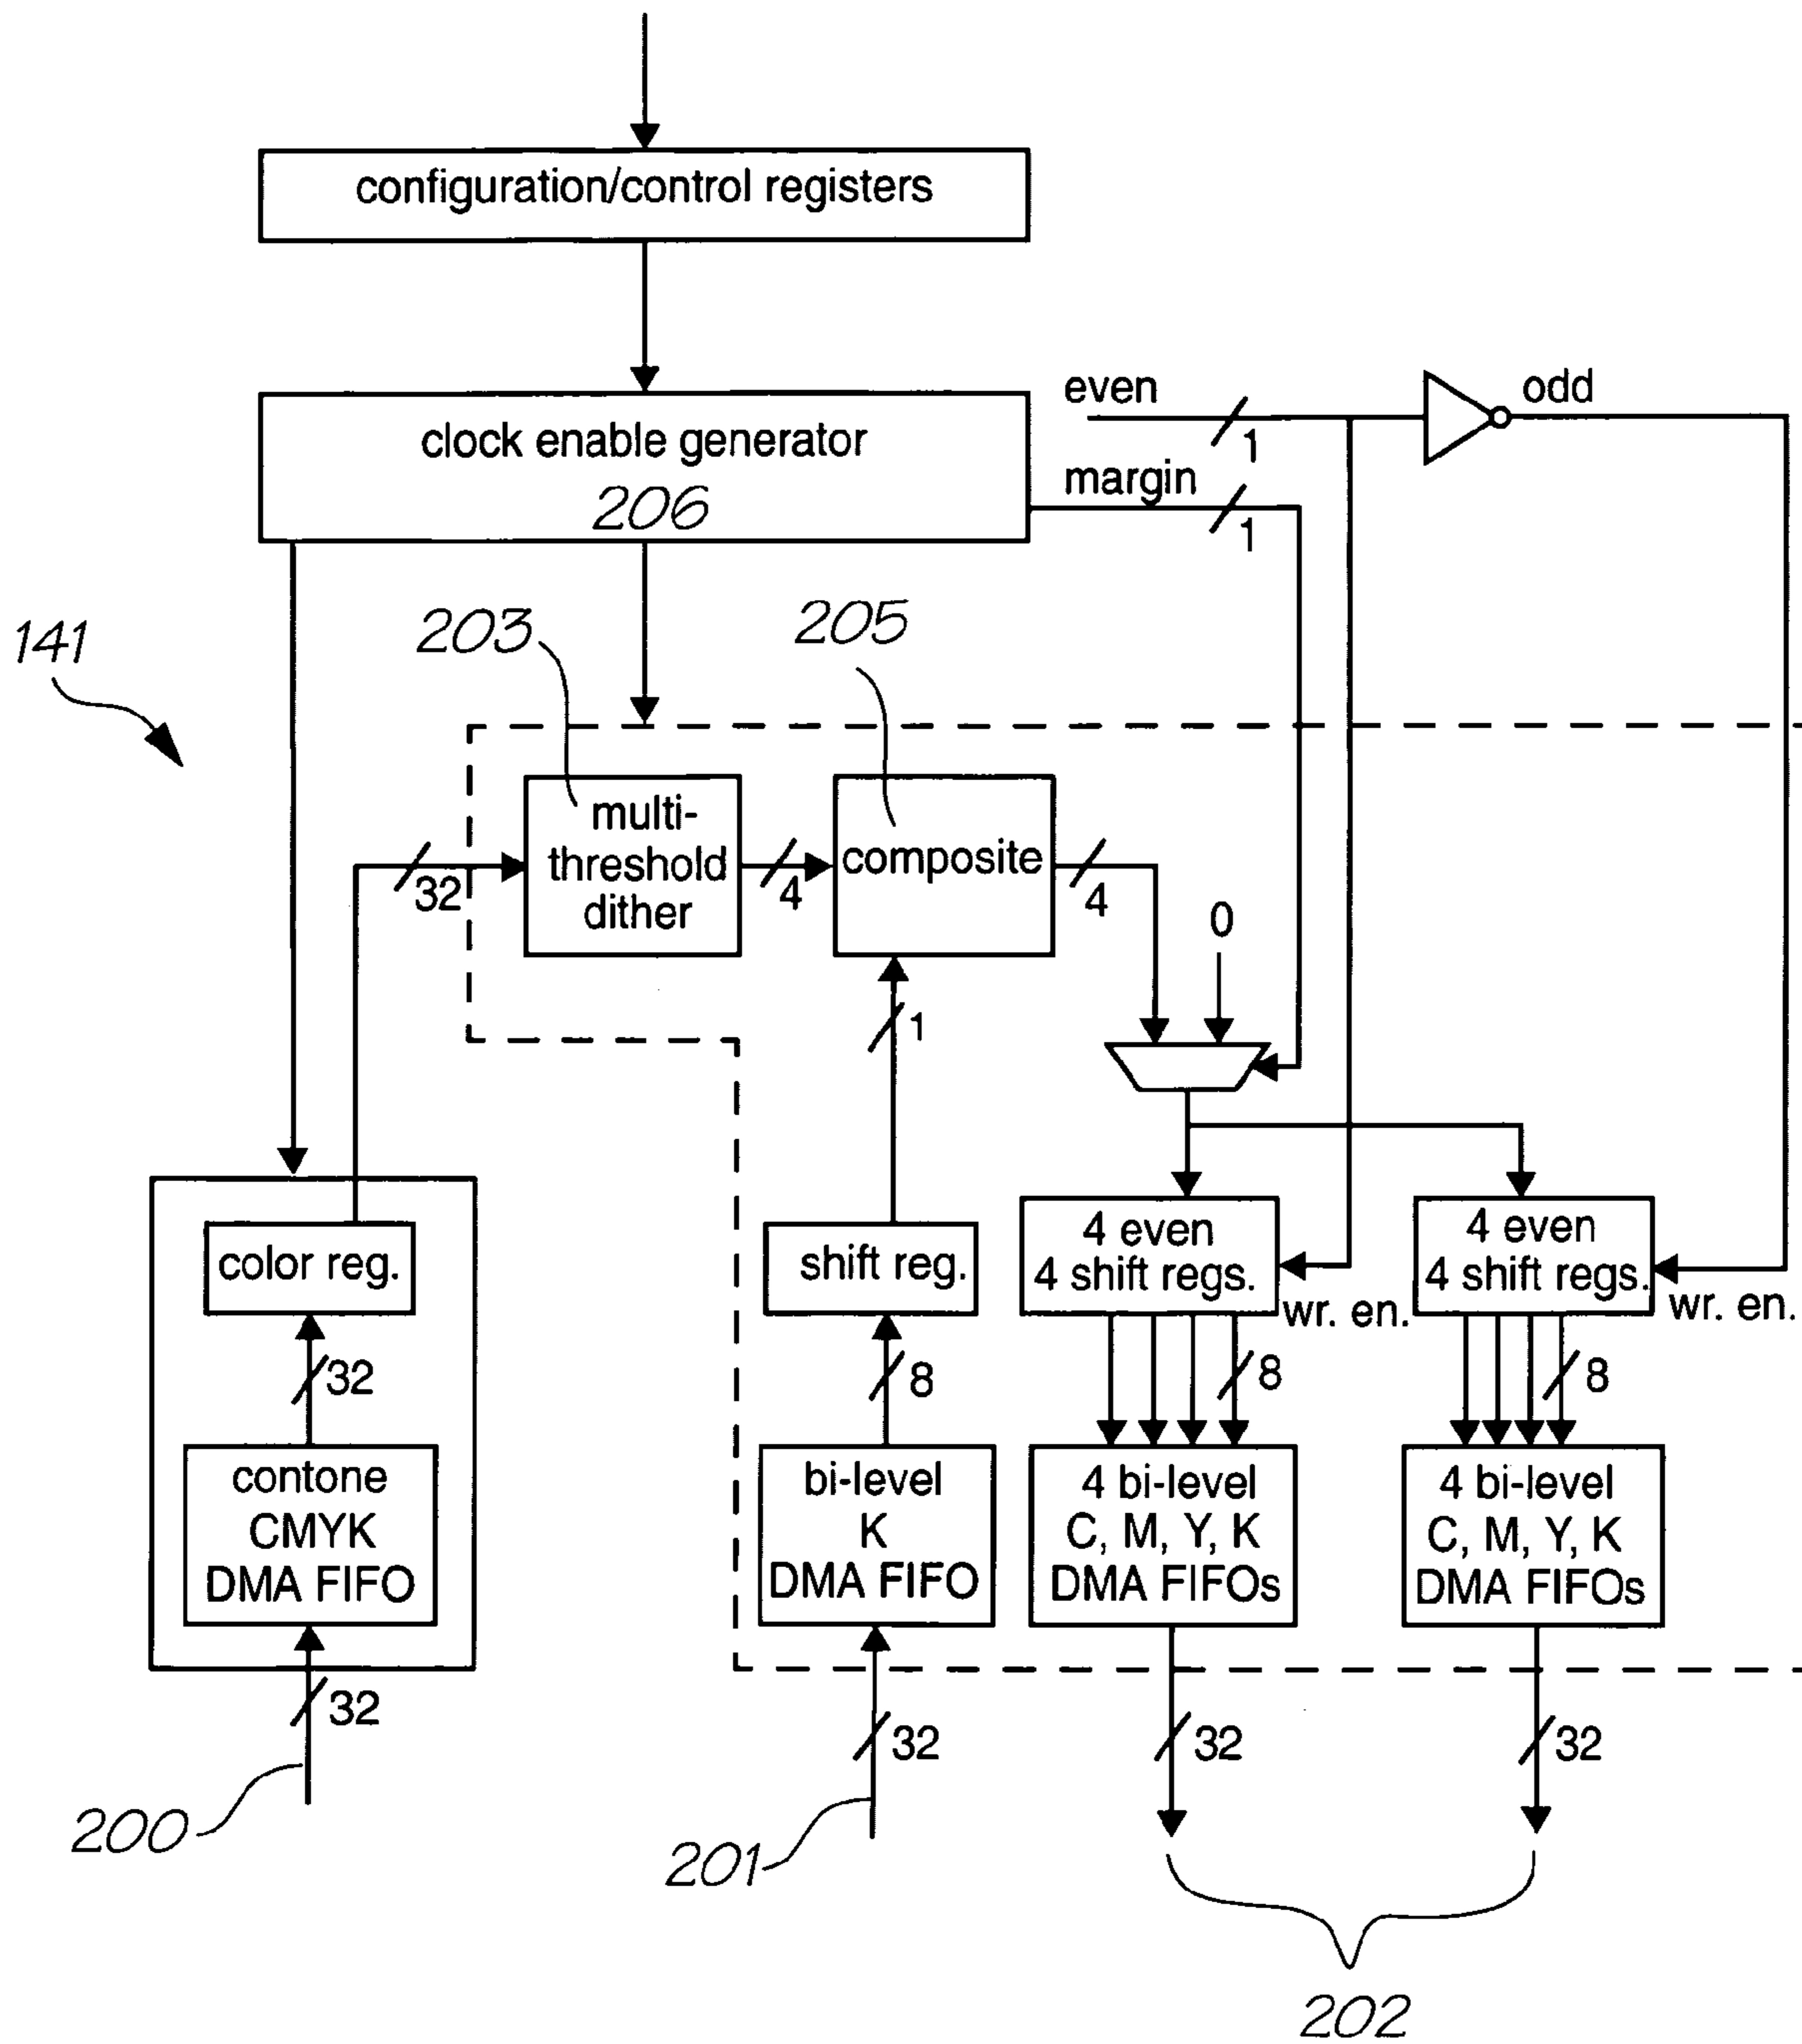 configuration/control registers
even
odd
1
clock enable generator
206
margin
1
141
203
205
multi-
threshold
dither
composite
32
4
4
0
1
color reg.
shift reg.
4 even
4 shift regs.
wr. en.
4 even
4 shift regs.
wr. en.
32
8
8
8
contone
CMYK
DMA FIFO
bi-level
K
DMA FIFO
4 bi-level
C, M, Y, K
DMA FIFOs
4 bi-level
C, M, Y, K
DMA FIFOs
32
32
32
32
200
201
202